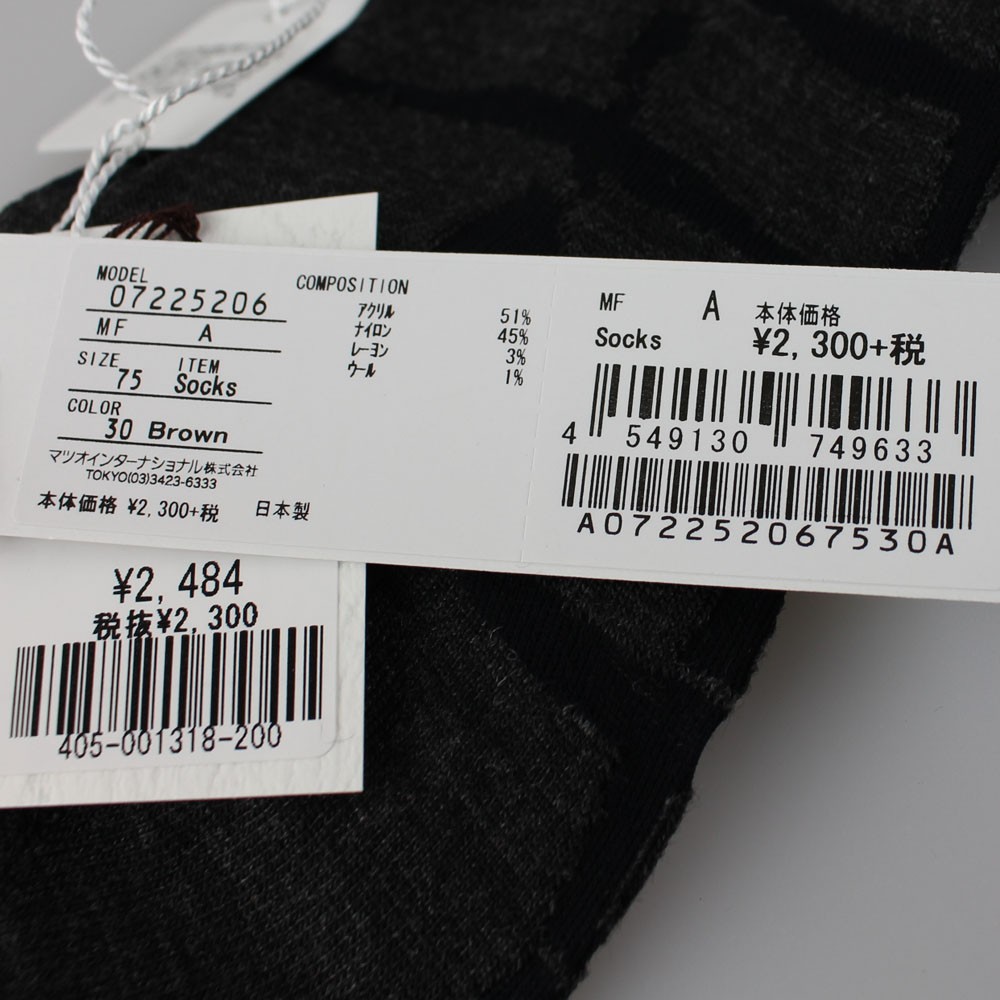 MODEL
07225206
MF A
SIZE ITEM
75 Socks
COLOR
30 Brown
マツオインターナショナル株式会社
TOKYO(03)3423-6333
本体価格 ¥2,300+税 日本製
COMPOSITION
アクリル 51%
ナイロン 45%
レーヨン 3%
ウール 1%
MF A 本体価格
Socks ¥2,300+税
4 549130 749633
A072252067530A
¥2,484
税抜¥2,300
405-001318-200